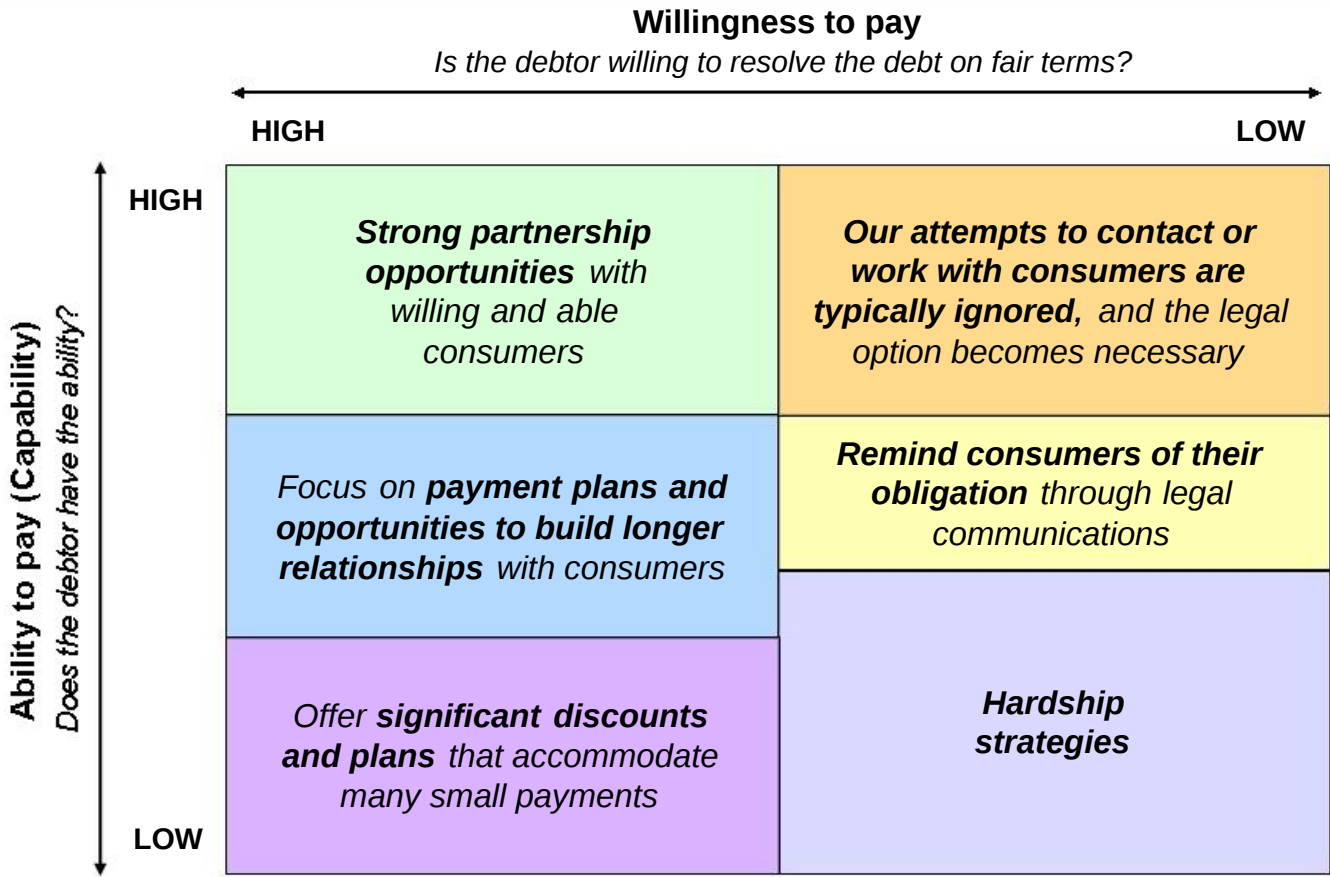 Willingness to pay
Is the debtor willing to resolve the debt on fair terms?
HIGH
LOW
Ability to pay (Capability)
Does the debtor have the ability?
HIGH
LOW
Strong partnership
opportunities with
willing and able
consumers
Our attempts to contact or
work with consumers are
typically ignored, and the legal
option becomes necessary
Focus on payment plans and
opportunities to build longer
relationships with consumers
Remind consumers of their
obligation through legal
communications
Offer significant discounts
and plans that accommodate
many small payments
Hardship
strategies